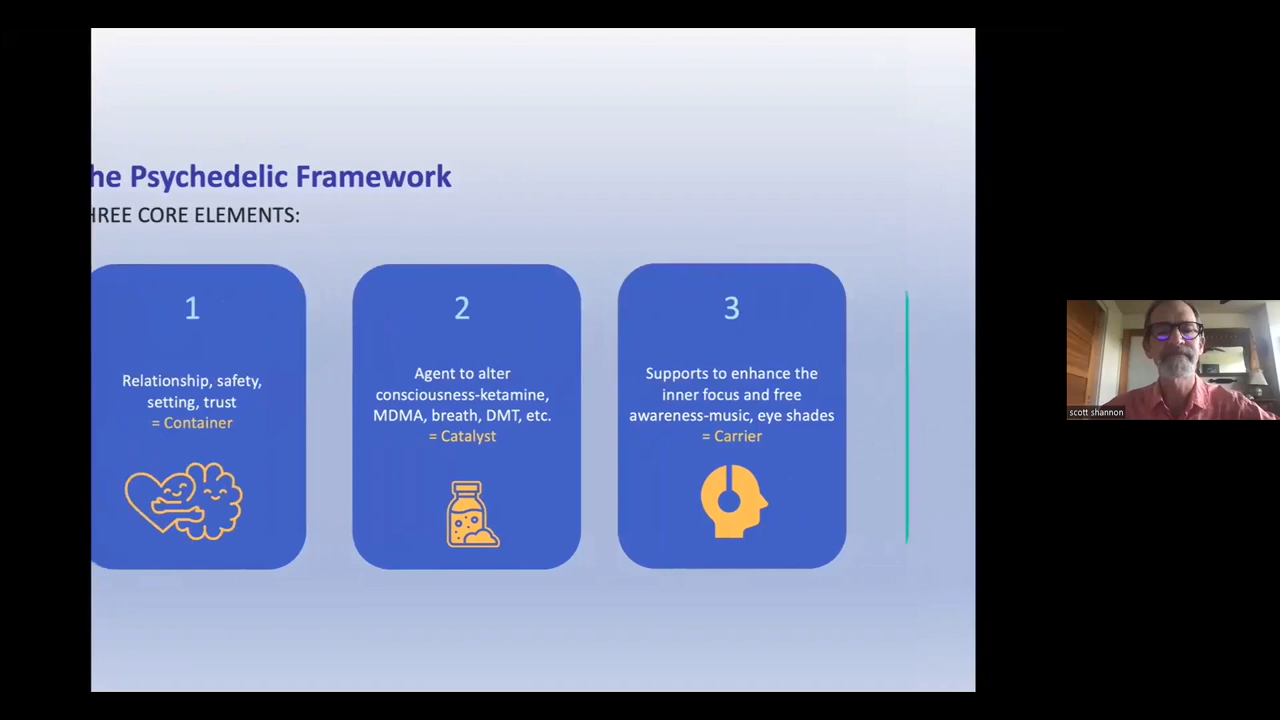 he Psychedelic Framework
HREE CORE ELEMENTS:
1
Relationship, safety,
setting, trust
= Container
2
Agent to alter
consciousness-ketamine,
MDMA, breath, DMT, etc.
= Catalyst
3
Supports to enhance the
inner focus and free
awareness-music, eye shades
= Carrier
scott shannon